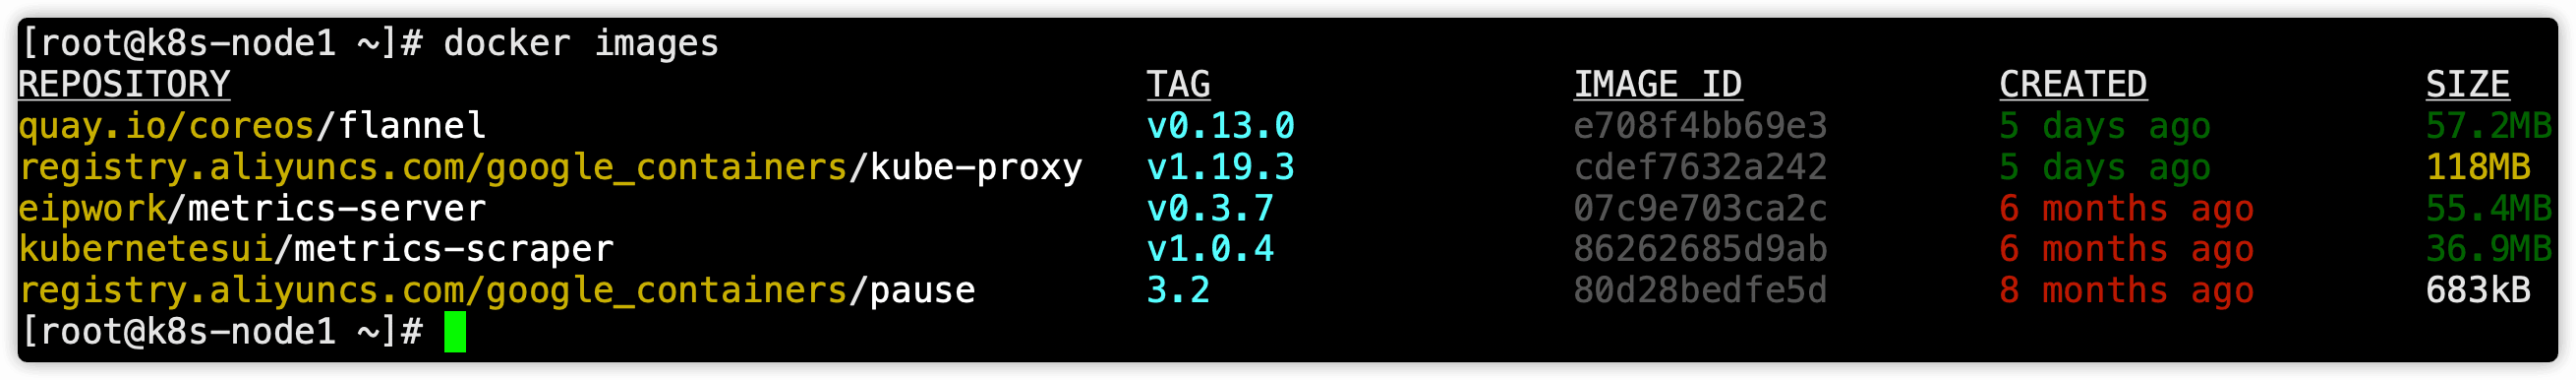 [root@k8s-node1 ~]# docker images
REPOSITORY TAG IMAGE ID CREATED SIZE
quay.io/coreos/flannel v0.13.0 e708f4bb69e3 5 days ago 57.2MB
registry.aliyuncs.com/google_containers/kube-proxy v1.19.3 cdef7632a242 5 days ago 118MB
eipwork/metrics-server v0.3.7 07c9e703ca2c 6 months ago 55.4MB
kubernetesui/metrics-scraper v1.0.4 86262685d9ab 6 months ago 36.9MB
registry.aliyuncs.com/google_containers/pause 3.2 80d28bedfe5d 8 months ago 683kB
[root@k8s-node1 ~]#